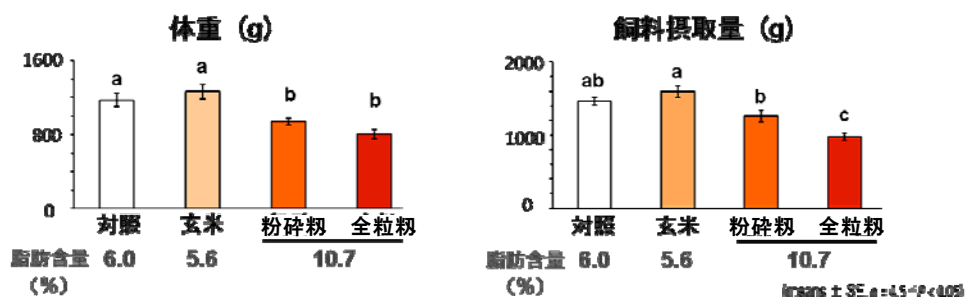 体重 (g)
1600
800
0
a
a
b
b
対照 玄米 粉砕籾 全粒籾
脂肪含量 6.0 5.6 10.7
(%)
飼料摂取量 (g)
2000
1000
0
ab
a
b
c
対照 玄米 粉砕籾 全粒籾
脂肪含量 6.0 5.6 10.7
(%)
(means ± SE,